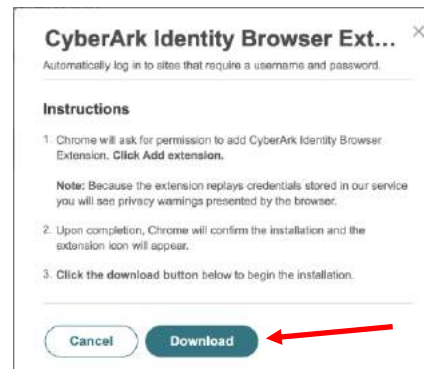 CyberArk Identity Browser Ext...
Automatically log in to sites that require a username and password.
Instructions
1. Chrome will ask for permission to add CyberArk Identity Browser
Extension. Click Add extension.
Note: Because the extension replays credentials stored in our service
you will see privacy warnings presented by the browser.
2. Upon completion, Chrome will confirm the installation and the
extension icon will appear.
3. Click the download button below to begin the installation.
Cancel Download